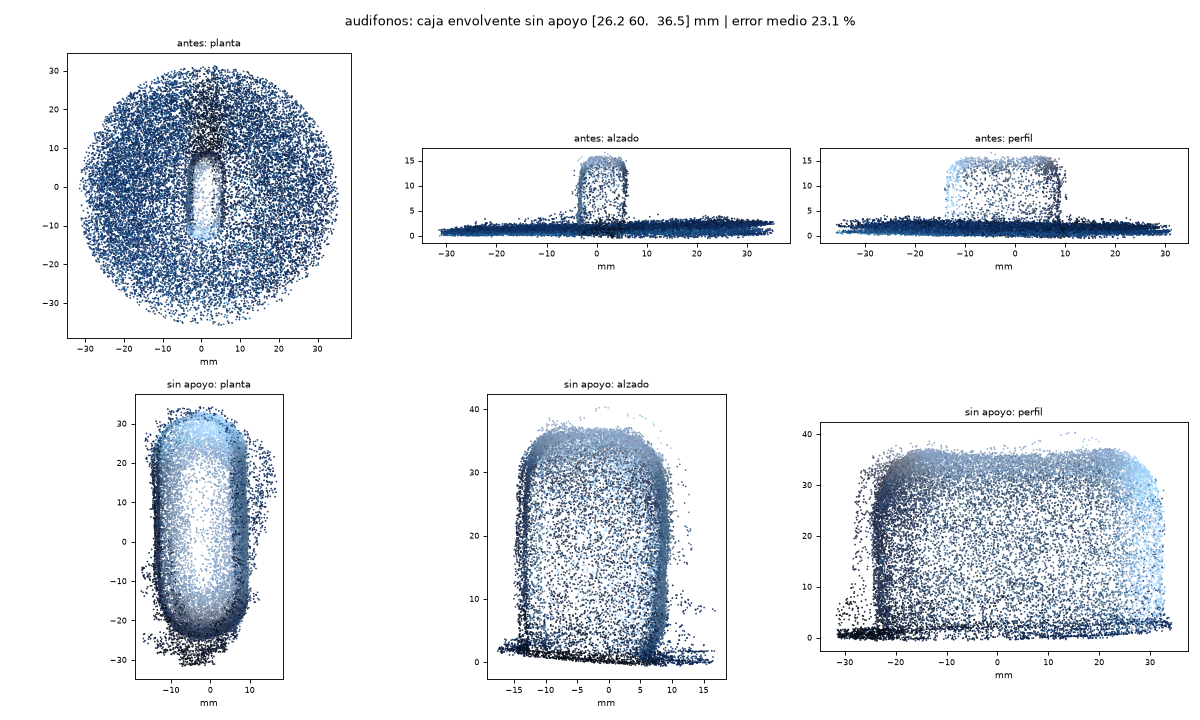 audifonos: caja envolvente sin apoyo [26.2 60.  36.5] mm | error medio 23.1 %
antes: planta
30
20
10
0
−10
−20
−30
−30 −20 −10 0 10 20 30
mm
antes: alzado
15
10
5
0
−30 −20 −10 0 10 20 30
mm
antes: perfil
15
10
5
0
−30 −20 −10 0 10 20 30
mm
sin apoyo: planta
30
20
10
0
−10
−20
−30
−10 0 10
mm
sin apoyo: alzado
40
30
20
10
0
−15 −10 −5 0 5 10 15
mm
sin apoyo: perfil
40
30
20
10
0
−30 −20 −10 0 10 20 30
mm